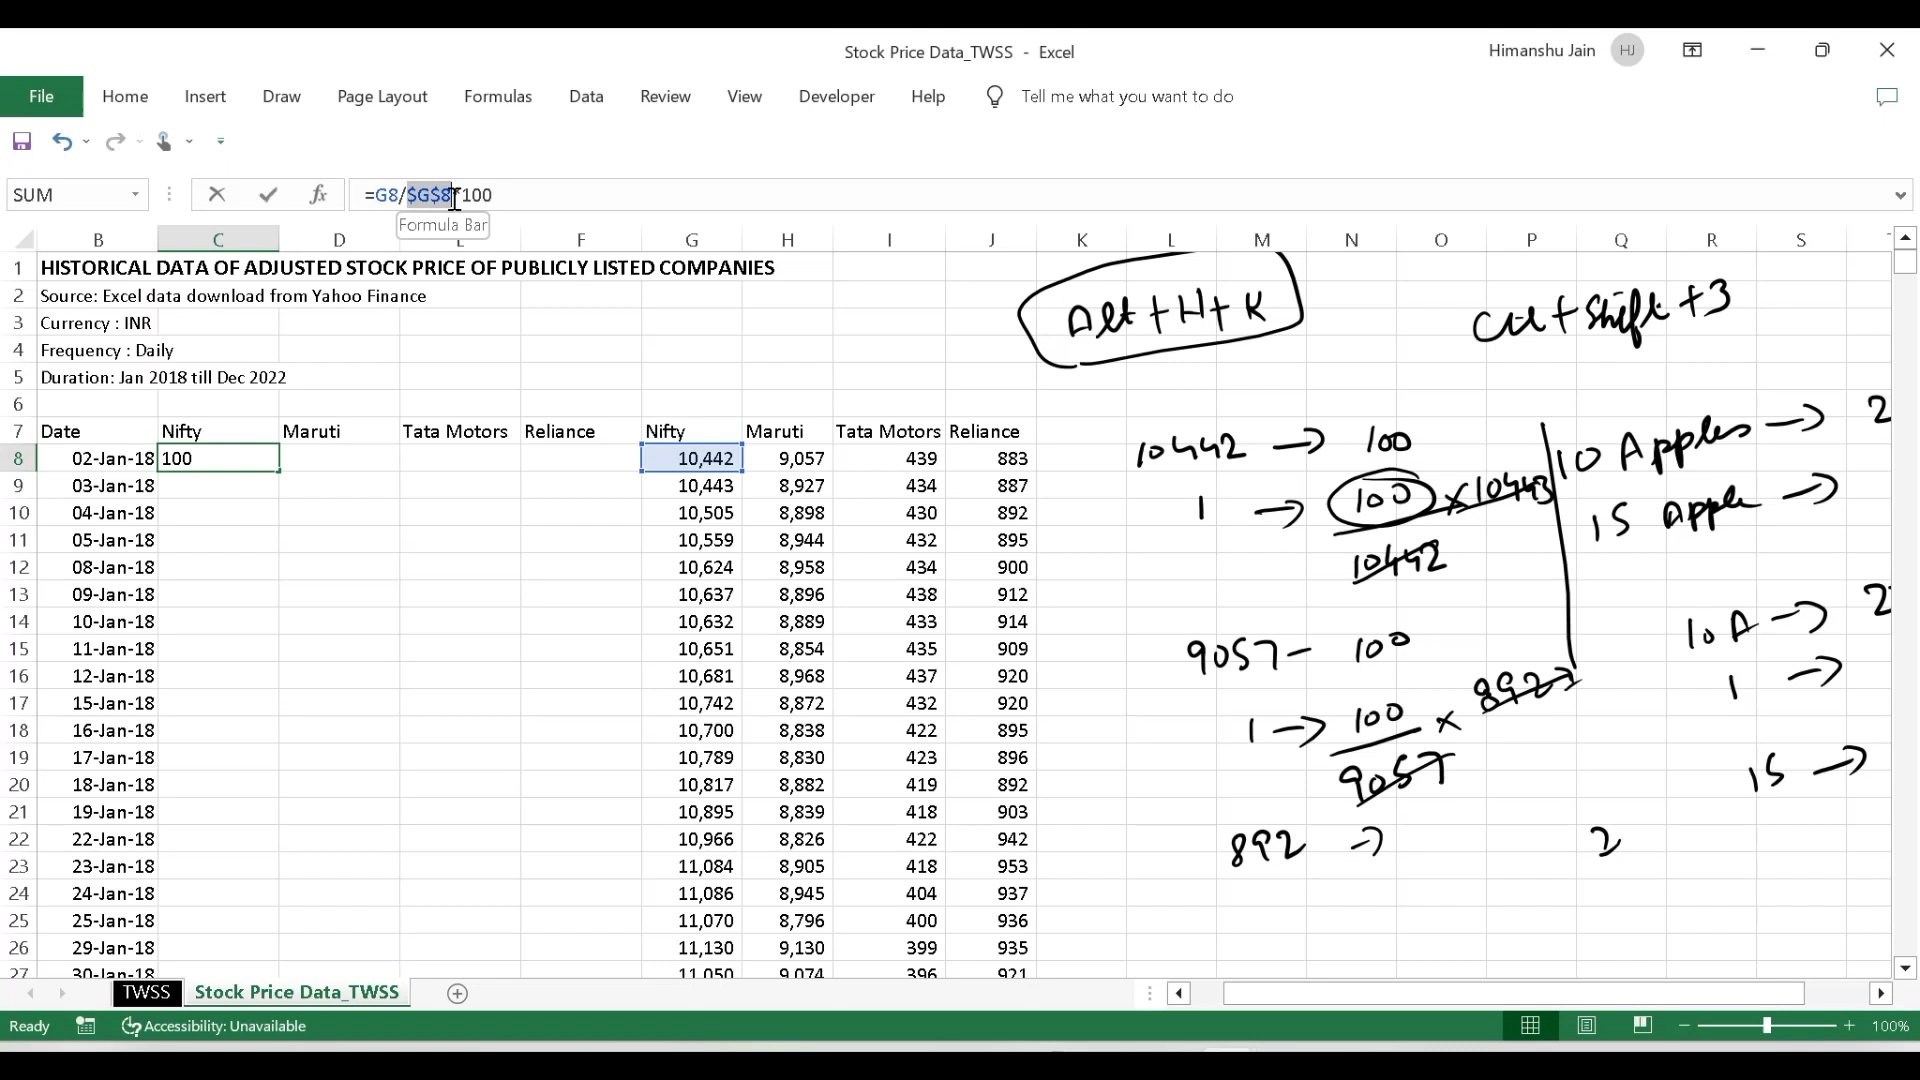 Stock Price Data_TWSS - Excel
Himanshu Jain HJ
File Home Insert Draw Page Layout Formulas Data Review View Developer Help Tell me what you want to do
SUM fx =G8/$G$8*100
Formula Bar
B C D E F G H I J K L M N O P Q R S
1 HISTORICAL DATA OF ADJUSTED STOCK PRICE OF PUBLICLY LISTED COMPANIES
2 Source: Excel data download from Yahoo Finance
3 Currency : INR
4 Frequency : Daily
5 Duration: Jan 2018 till Dec 2022
6
7 Date Nifty Maruti Tata Motors Reliance Nifty Maruti Tata Motors Reliance
8 02-Jan-18 100 10,442 9,057 439 883
9 03-Jan-18 10,443 8,927 434 887
10 04-Jan-18 10,505 8,898 430 892
11 05-Jan-18 10,559 8,944 432 895
12 08-Jan-18 10,624 8,958 434 900
13 09-Jan-18 10,637 8,896 438 912
14 10-Jan-18 10,632 8,889 433 914
15 11-Jan-18 10,651 8,854 435 909
16 12-Jan-18 10,681 8,968 437 920
17 15-Jan-18 10,742 8,872 432 920
18 16-Jan-18 10,700 8,838 422 895
19 17-Jan-18 10,789 8,830 423 896
20 18-Jan-18 10,817 8,882 419 892
21 19-Jan-18 10,895 8,839 418 903
22 22-Jan-18 10,966 8,826 422 942
23 23-Jan-18 11,084 8,905 418 953
24 24-Jan-18 11,086 8,945 404 937
25 25-Jan-18 11,070 8,796 400 936
26 29-Jan-18 11,130 9,130 399 935
27 30-Jan-18 11,050 9,074 396 921
Alt + H + K
Ctl + Shift + 3
10442 → 100
1 → 100 × 10443
10442
9057 - 100
1 → 100 × 892
9057
892 → 2
10 Apples → 2
15 Apple →
10 A → 2
1 →
15 →
TWSS Stock Price Data_TWSS
Ready Accessibility: Unavailable 100%